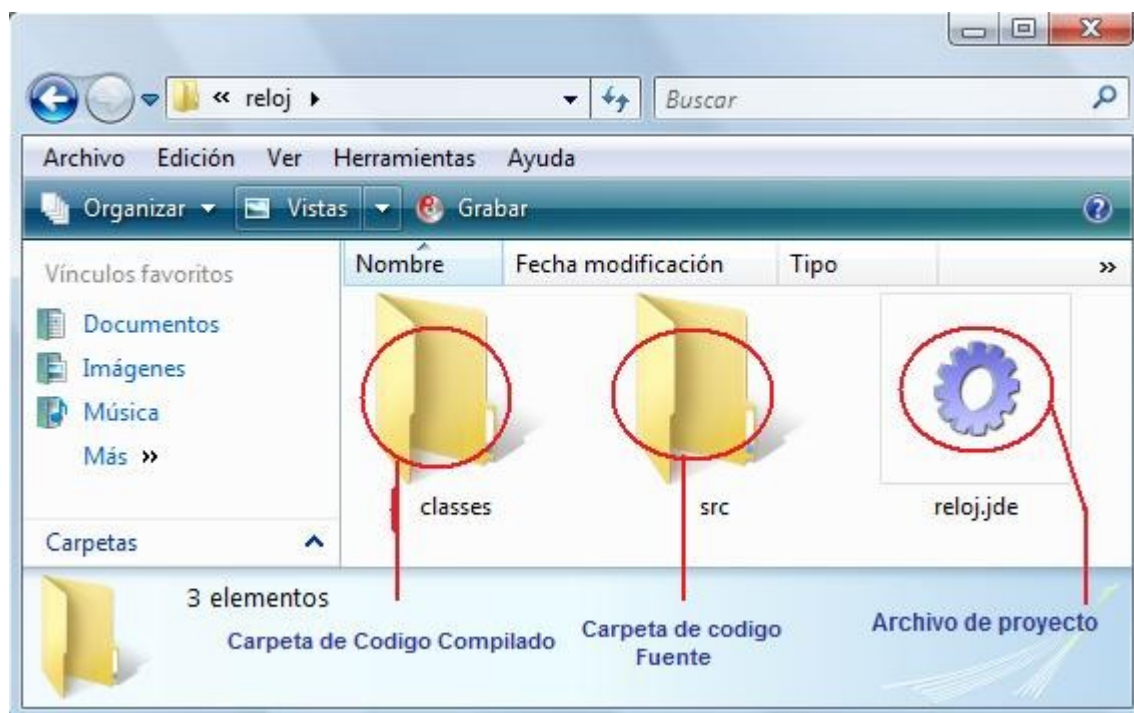 « reloj
Buscar
Archivo Edición Ver Herramientas Ayuda
Organizar Vistas Grabar
Vínculos favoritos
Nombre Fecha modificación Tipo »
Documentos
Imágenes
Música
Más »
classes src reloj.jde
Carpetas
3 elementos
Carpeta de Codigo Compilado
Carpeta de codigo
Fuente
Archivo de proyecto